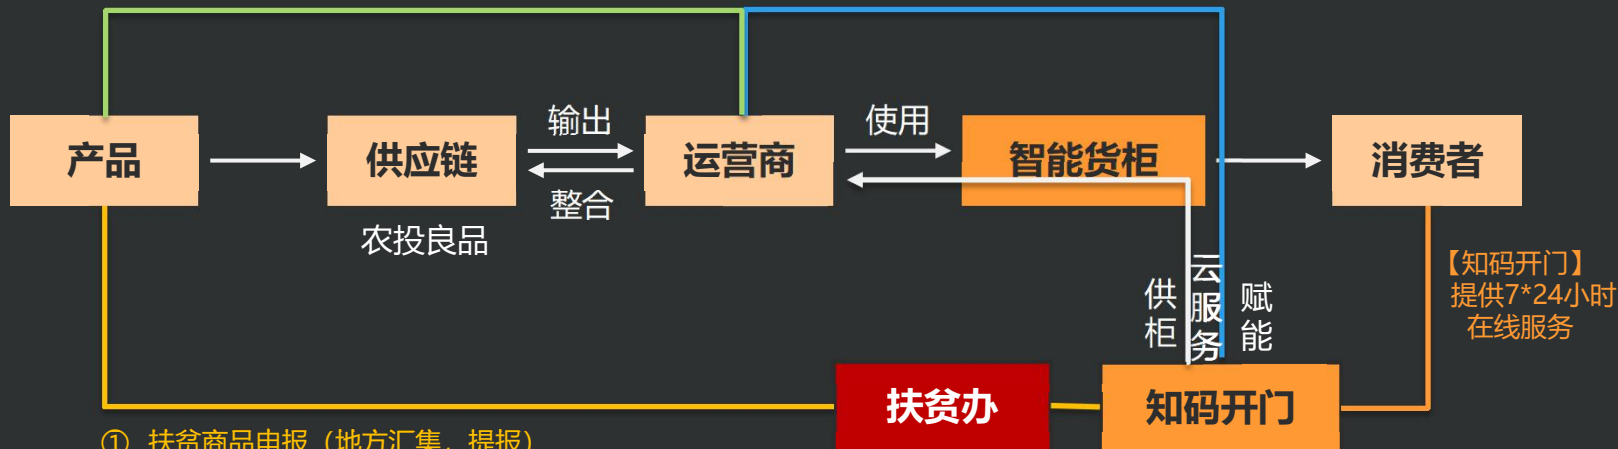 输出
使用
产品
供应链
运营商
智能货柜
消费者
整合
农投良品
【知码开门】
提供7*24小时
在线服务
供柜
云服务
赋能
扶贫办
知码开门
① 扶贫商品申报（地方汇集，提报）